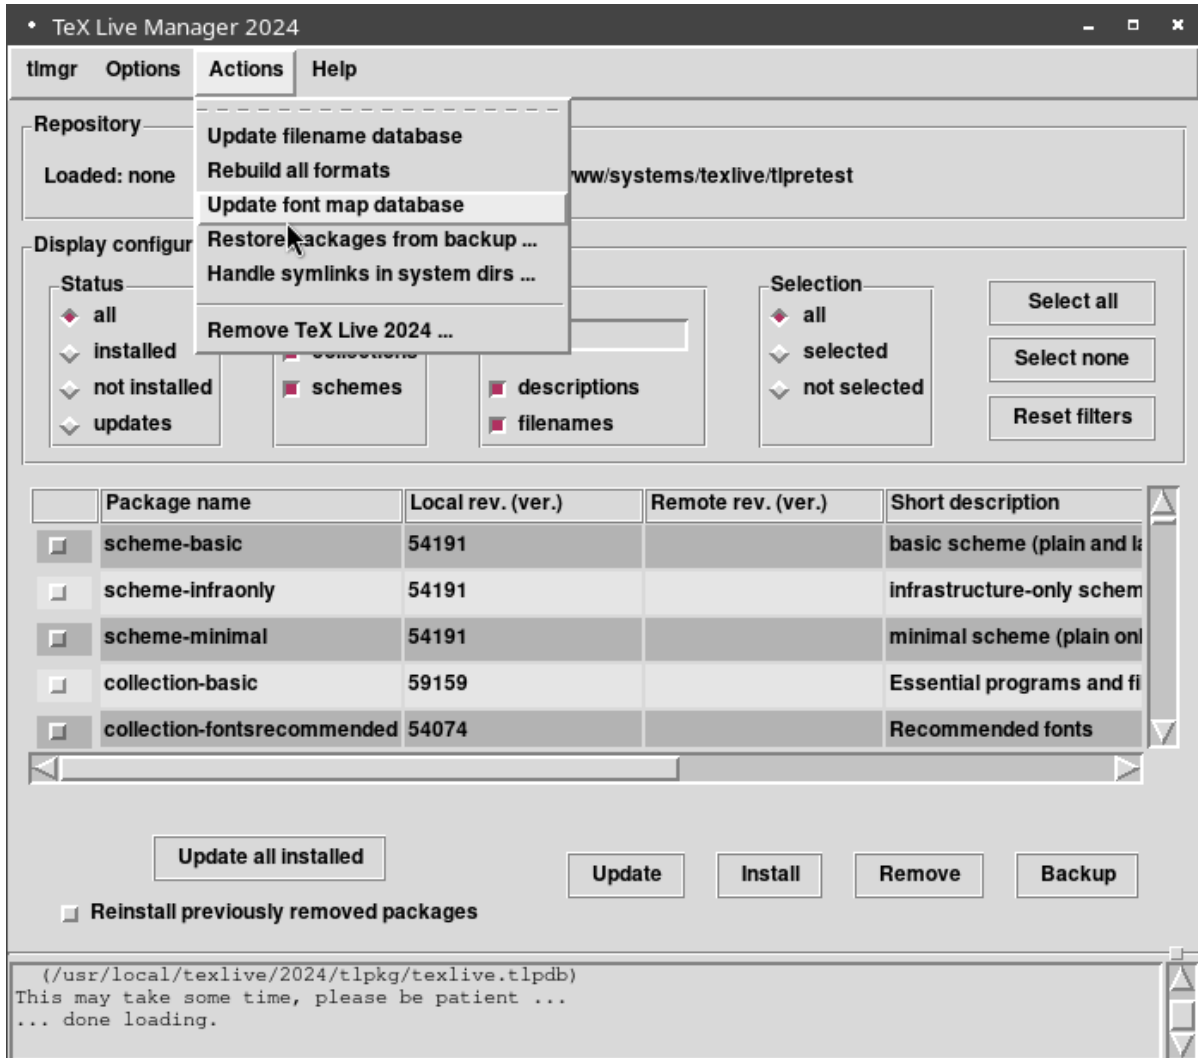 TeX Live Manager 2024
tlmgr Options Actions Help
Repository
Loaded: none
/www/systems/texlive/tlpretest
Update filename database
Rebuild all formats
Update font map database
Restore packages from backup ...
Handle symlinks in system dirs ...
Remove TeX Live 2024 ...
Display configur
Status
all
installed
not installed
updates
collections
schemes
descriptions
filenames
Selection
all
selected
not selected
Select all
Select none
Reset filters
Package name Local rev. (ver.) Remote rev. (ver.) Short description
scheme-basic 54191 basic scheme (plain and la
scheme-infraonly 54191 infrastructure-only schem
scheme-minimal 54191 minimal scheme (plain onl
collection-basic 59159 Essential programs and fi
collection-fontsrecommended 54074 Recommended fonts
Update all installed
Reinstall previously removed packages
Update Install Remove Backup
(/usr/local/texlive/2024/tlpkg/texlive.tlpdb)
This may take some time, please be patient ...
... done loading.